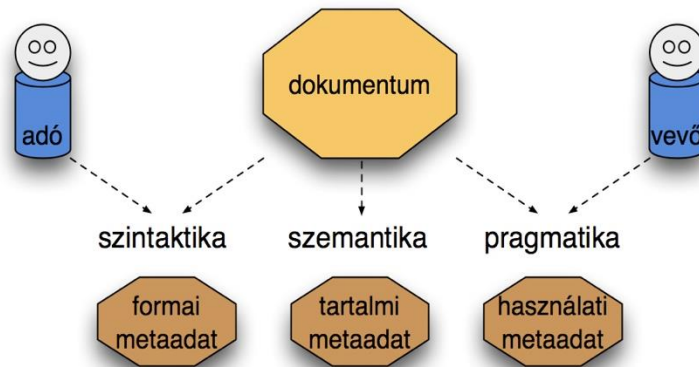 dokumentum
adó
vevő
szintaktika
szemantika
pragmatika
formai
metaadat
tartalmi
metaadat
használati
metaadat